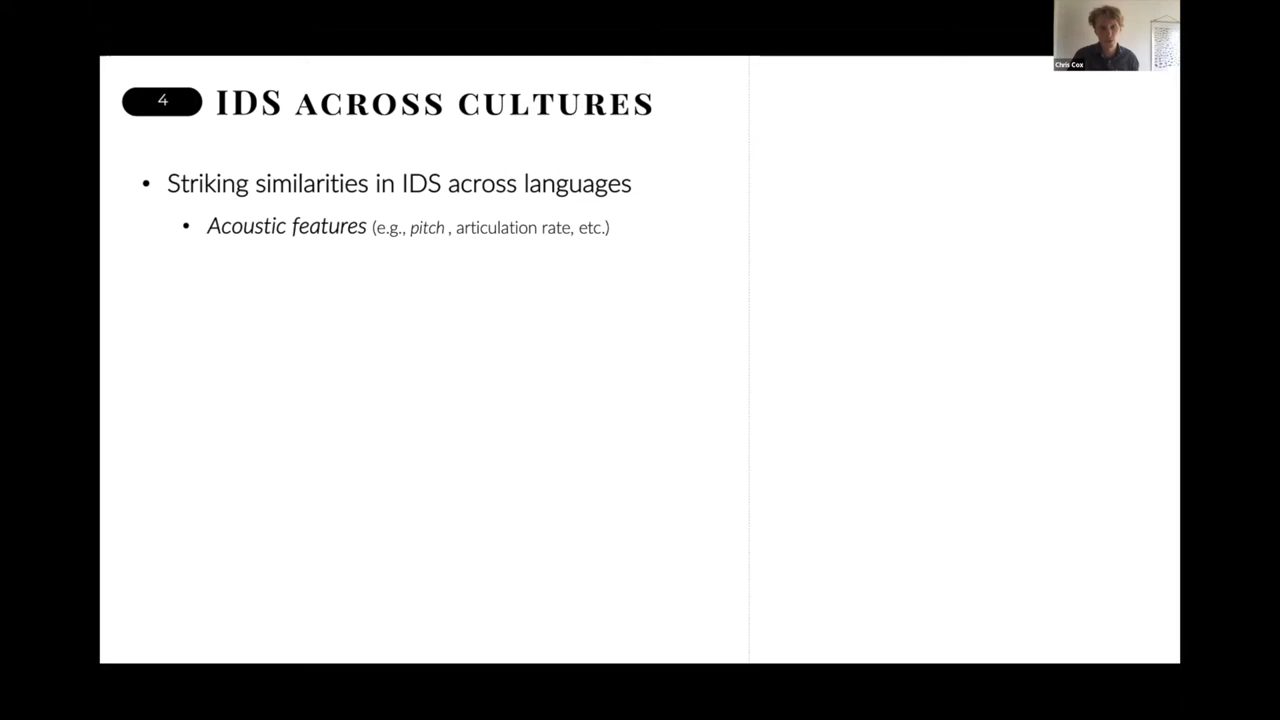 Chris Cox
4 IDS ACROSS CULTURES
• Striking similarities in IDS across languages
• Acoustic features (e.g., pitch , articulation rate, etc.)